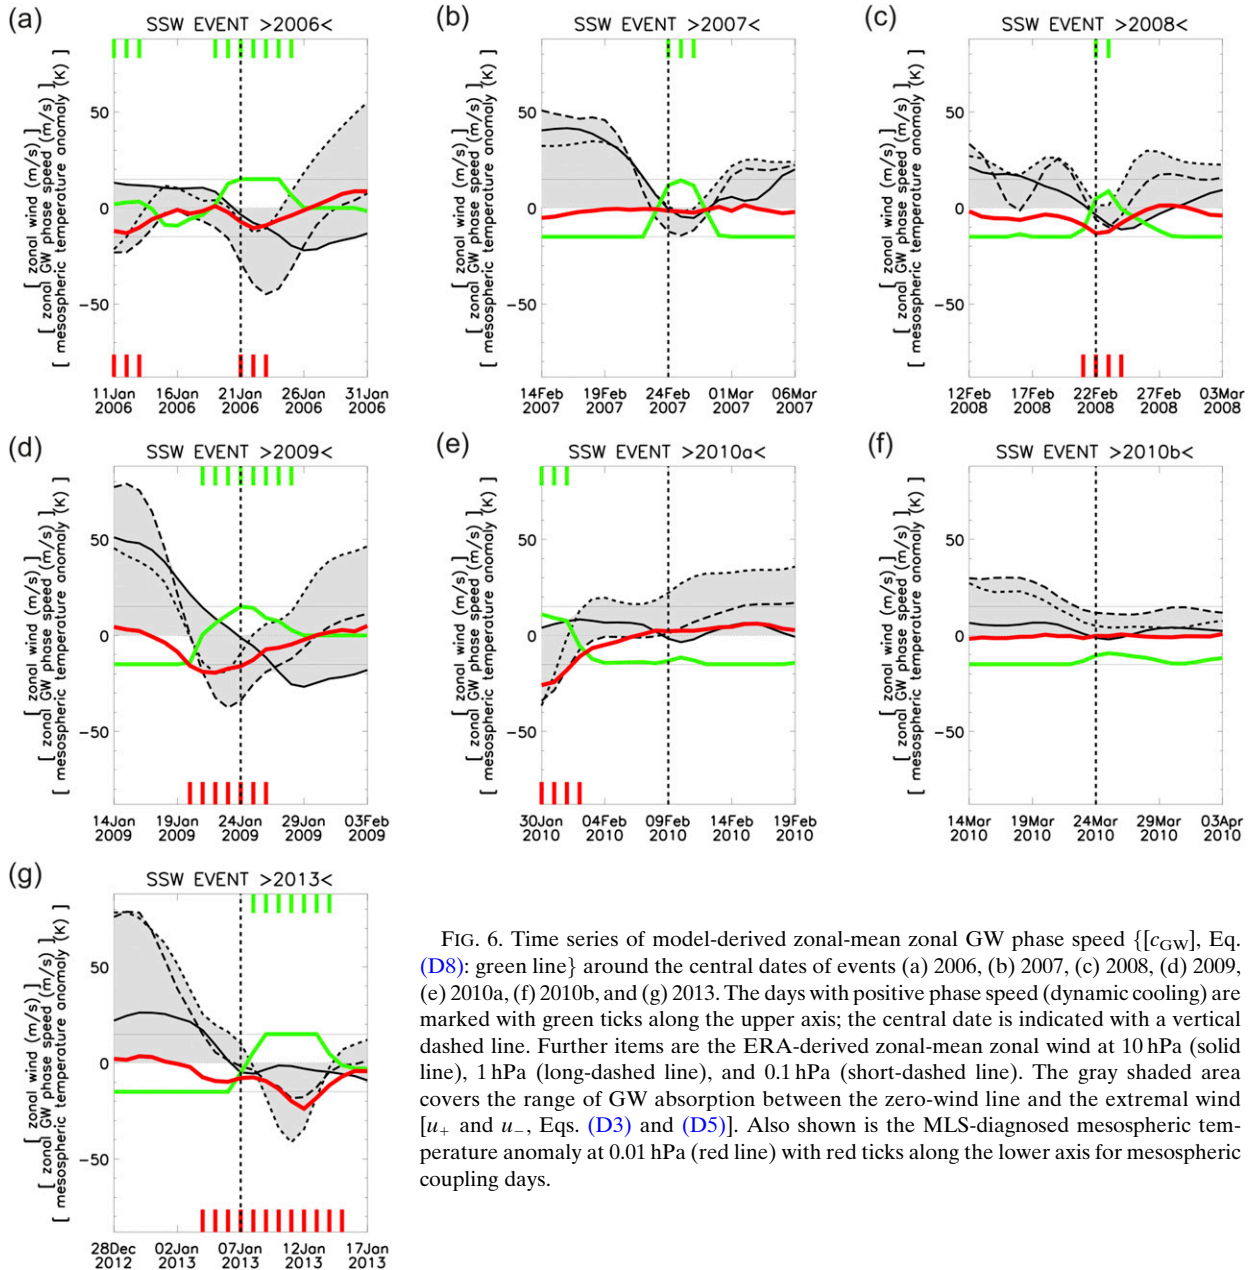 (a)
SSW EVENT >2006<
[ zonal wind (m/s) ]
[ zonal GW phase speed (m/s) ]
[ mesospheric temperature anomaly (K) ]
50
0
−50
11Jan 16Jan 21Jan 26Jan 31Jan
2006 2006 2006 2006 2006
(b)
SSW EVENT >2007<
[ zonal wind (m/s) ]
[ zonal GW phase speed (m/s) ]
[ mesospheric temperature anomaly (K) ]
50
0
−50
14Feb 19Feb 24Feb 01Mar 06Mar
2007 2007 2007 2007 2007
(c)
SSW EVENT >2008<
[ zonal wind (m/s) ]
[ zonal GW phase speed (m/s) ]
[ mesospheric temperature anomaly (K) ]
50
0
−50
12Feb 17Feb 22Feb 27Feb 03Mar
2008 2008 2008 2008 2008
(d)
SSW EVENT >2009<
[ zonal wind (m/s) ]
[ zonal GW phase speed (m/s) ]
[ mesospheric temperature anomaly (K) ]
50
0
−50
14Jan 19Jan 24Jan 29Jan 03Feb
2009 2009 2009 2009 2009
(e)
SSW EVENT >2010a<
[ zonal wind (m/s) ]
[ zonal GW phase speed (m/s) ]
[ mesospheric temperature anomaly (K) ]
50
0
−50
30Jan 04Feb 09Feb 14Feb 19Feb
2010 2010 2010 2010 2010
(f)
SSW EVENT >2010b<
[ zonal wind (m/s) ]
[ zonal GW phase speed (m/s) ]
[ mesospheric temperature anomaly (K) ]
50
0
−50
14Mar 19Mar 24Mar 29Mar 03Apr
2010 2010 2010 2010 2010
(g)
SSW EVENT >2013<
[ zonal wind (m/s) ]
[ zonal GW phase speed (m/s) ]
[ mesospheric temperature anomaly (K) ]
50
0
−50
28Dec 02Jan 07Jan 12Jan 17Jan
2012 2013 2013 2013 2013
FIG. 6. Time series of model-derived zonal-mean zonal GW phase speed {[c_GW], Eq.
(D8): green line} around the central dates of events (a) 2006, (b) 2007, (c) 2008, (d) 2009,
(e) 2010a, (f) 2010b, and (g) 2013. The days with positive phase speed (dynamic cooling) are
marked with green ticks along the upper axis; the central date is indicated with a vertical
dashed line. Further items are the ERA-derived zonal-mean zonal wind at 10 hPa (solid
line), 1 hPa (long-dashed line), and 0.1 hPa (short-dashed line). The gray shaded area
covers the range of GW absorption between the zero-wind line and the extremal wind
[u₊ and u₋, Eqs. (D3) and (D5)]. Also shown is the MLS-diagnosed mesospheric tem-
perature anomaly at 0.01 hPa (red line) with red ticks along the lower axis for mesospheric
coupling days.